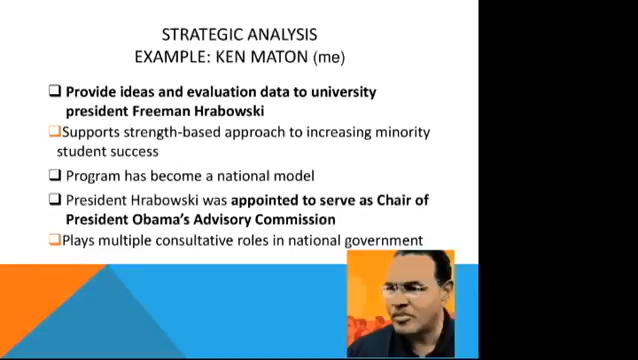 STRATEGIC ANALYSIS
EXAMPLE: KEN MATON (me)
Provide ideas and evaluation data to university
president Freeman Hrabowski
Supports strength-based approach to increasing minority
student success
Program has become a national model
President Hrabowski was appointed to serve as Chair of
President Obama's Advisory Commission
Plays multiple consultative roles in national government